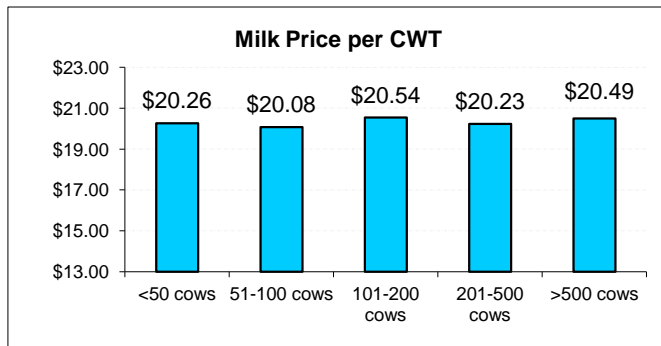 Milk Price per CWT
$23.00
$21.00
$19.00
$17.00
$15.00
$13.00
$20.26
$20.08
$20.54
$20.23
$20.49
<50 cows
51-100 cows
101-200
cows
201-500
cows
>500 cows